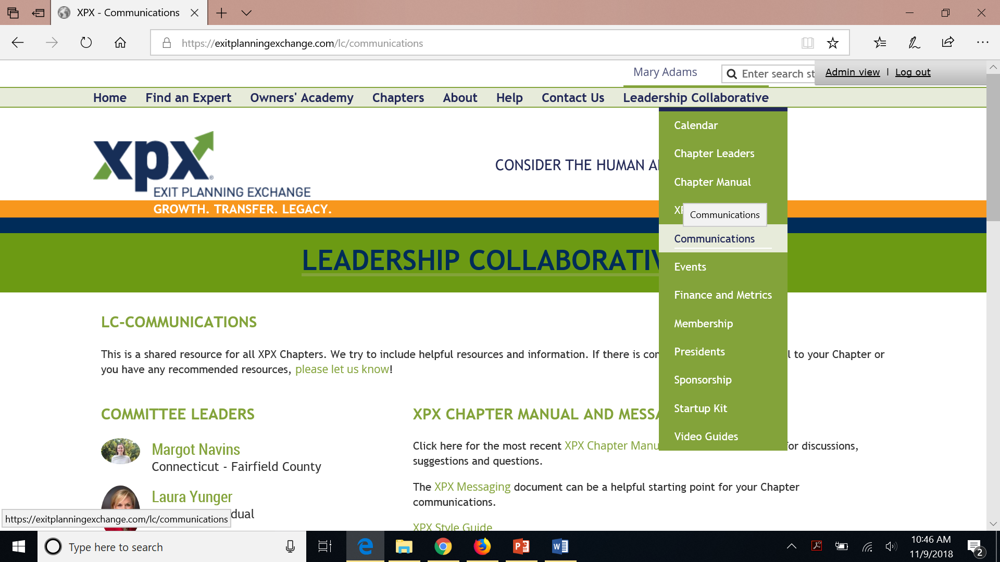 XPX - Communications
https://exitplanningexchange.com/lc/communications
Mary Adams
Enter search st
Admin view | Log out
Home Find an Expert Owners' Academy Chapters About Help Contact Us Leadership Collaborative
xpx®
EXIT PLANNING EXCHANGE
GROWTH. TRANSFER. LEGACY.
CONSIDER THE HUMAN
Calendar
Chapter Leaders
Chapter Manual
Communications
Communications
Events
Finance and Metrics
Membership
Presidents
Sponsorship
Startup Kit
Video Guides
LEADERSHIP COLLABORATIV
LC-COMMUNICATIONS
This is a shared resource for all XPX Chapters. We try to include helpful resources and information. If there is con l to your Chapter or
you have any recommended resources, please let us know!
COMMITTEE LEADERS
Margot Navins
Connecticut - Fairfield County
Laura Yunger
dual
XPX CHAPTER MANUAL AND MESSA
Click here for the most recent XPX Chapter Manu or discussions,
suggestions and questions.
The XPX Messaging document can be a helpful starting point for your Chapter
communications.
XPX Style Guide
https://exitplanningexchange.com/lc/communications
Type here to search
10:46 AM
11/9/2018
2